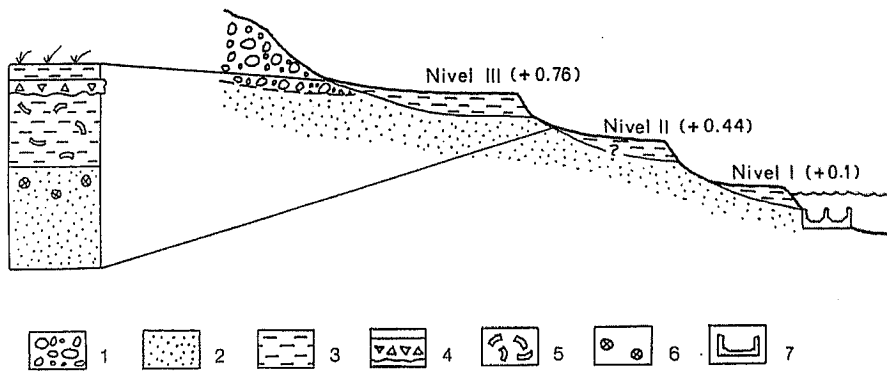 Nivel III (+0.76)
Nivel II (+0.44)
?
Nivel I (+0.1)
1 2 3 4 5 6 7